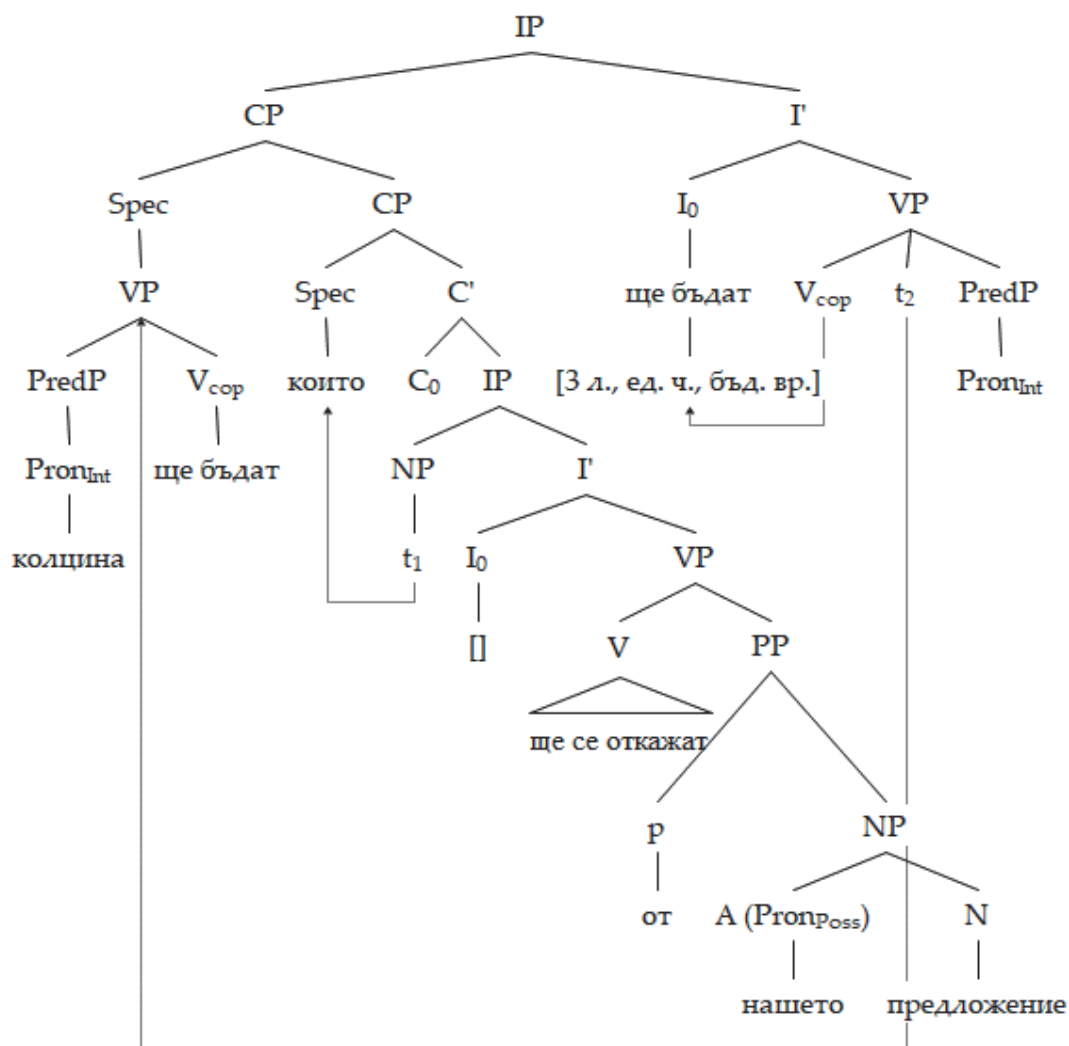 IP
CP I'
Spec CP I₀ VP
VP Spec C' ще бъдат Vcop t₂ PredP
PredP Vcop които C₀ IP [3 л., ед. ч., бъд. вр.] PronInt
PronInt ще бъдат NP I'
колцина t₁ I₀ VP
[] V PP
ще се откажат
p NP
от A (PronPoss) N
нашето предложение